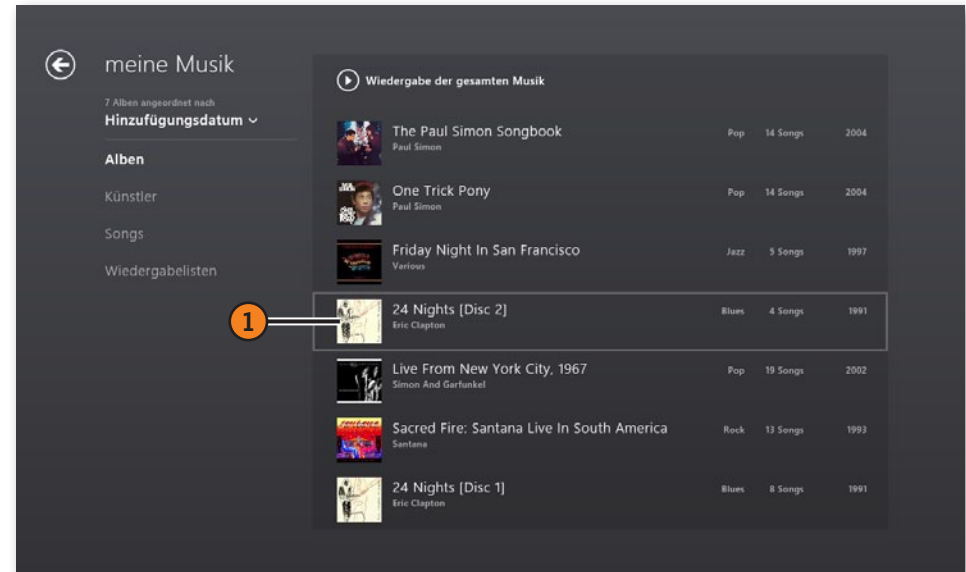 meine Musik
7 Alben angeordnet nach
Hinzufügungsdatum
Alben
Künstler
Songs
Wiedergabelisten
Wiedergabe der gesamten Musik
The Paul Simon Songbook Pop 14 Songs 2004
Paul Simon
One Trick Pony Pop 14 Songs 2004
Paul Simon
Friday Night In San Francisco Jazz 5 Songs 1997
Various
1
24 Nights [Disc 2] Blues 4 Songs 1991
Eric Clapton
Live From New York City, 1967 Pop 19 Songs 2002
Simon And Garfunkel
Sacred Fire: Santana Live In South America Rock 13 Songs 1993
Santana
24 Nights [Disc 1] Blues 8 Songs 1991
Eric Clapton